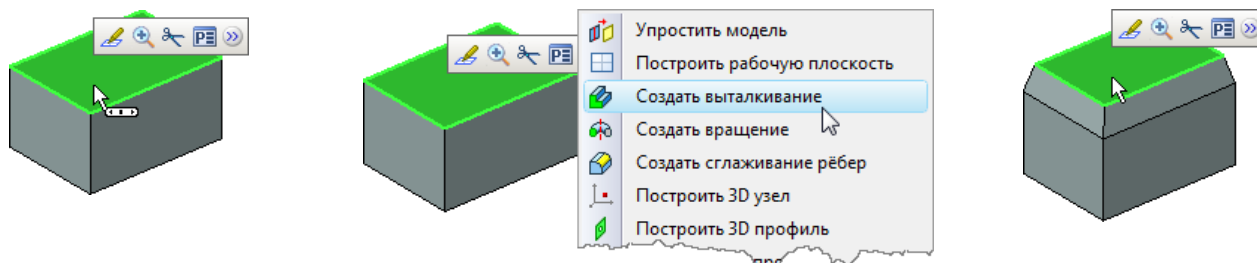 Упростить модель
Построить рабочую плоскость
Создать выталкивание
Создать вращение
Создать сглаживание рёбер
Построить 3D узел
Построить 3D профиль